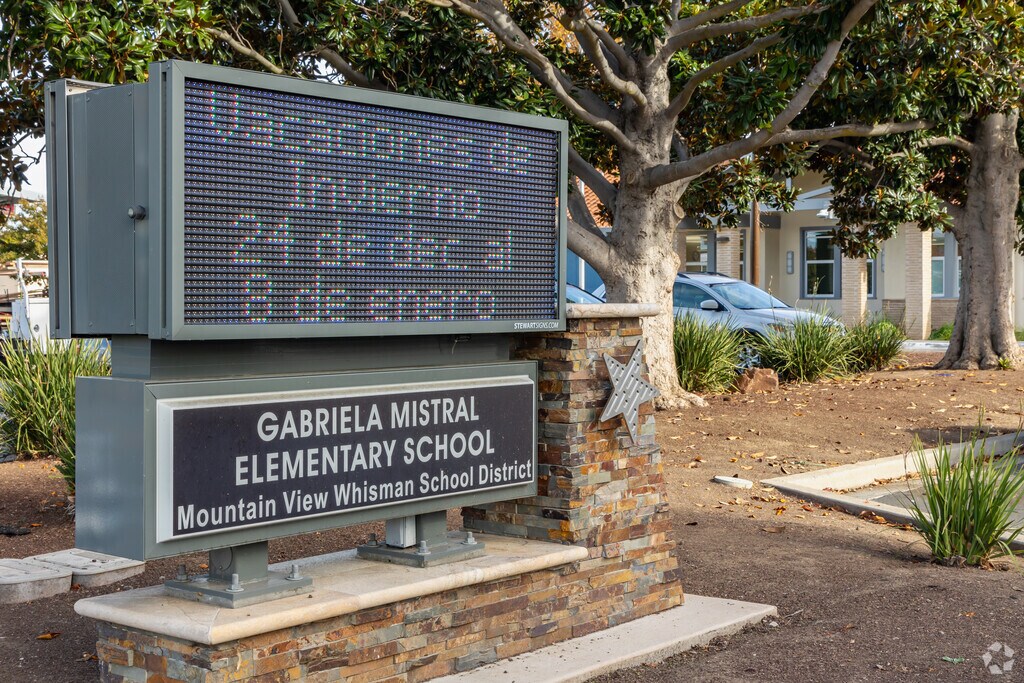 Vacaciones de
Invierno
21 de dec al
8 de enero
STEWARTSIGNS.COM
GABRIELA MISTRAL
ELEMENTARY SCHOOL
Mountain View Whisman School District